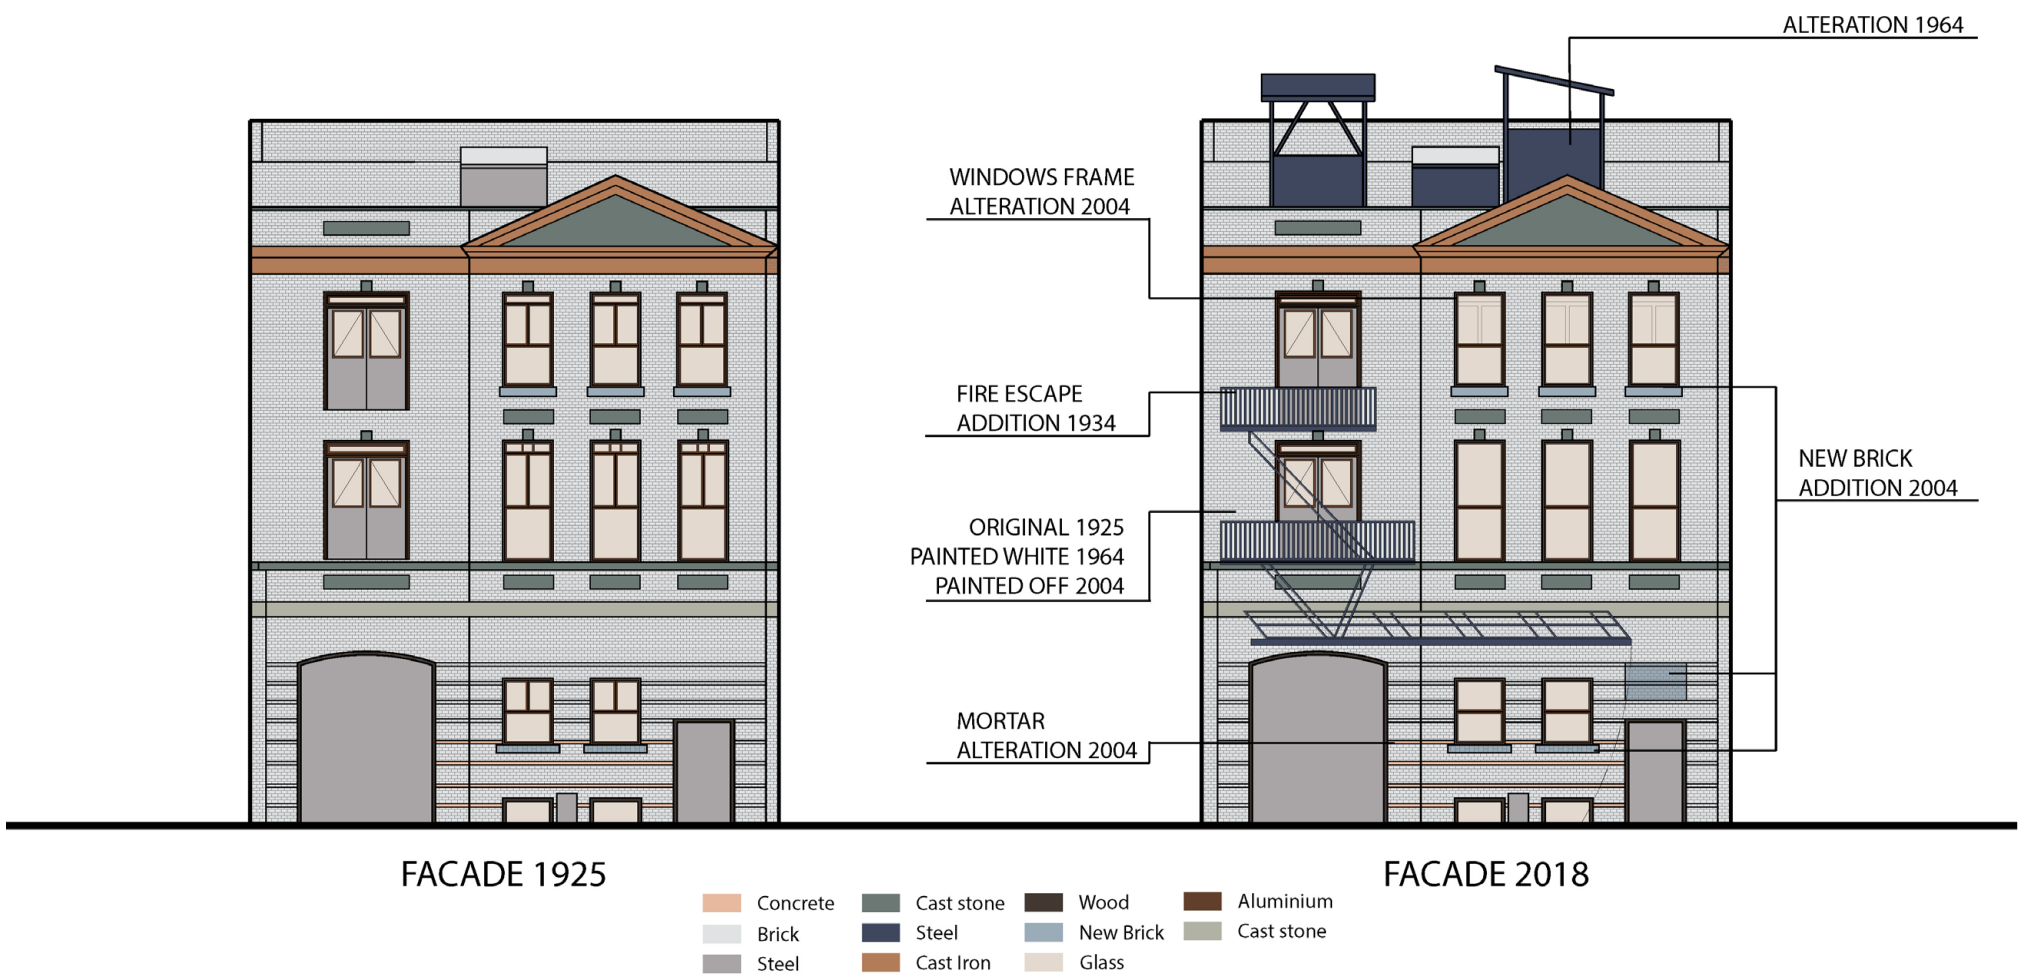 ALTERATION 1964
WINDOWS FRAME
ALTERATION 2004
FIRE ESCAPE
ADDITION 1934
NEW BRICK
ADDITION 2004
ORIGINAL 1925
PAINTED WHITE 1964
PAINTED OFF 2004
MORTAR
ALTERATION 2004
FACADE 1925
FACADE 2018
Concrete
Cast stone
Wood
Aluminium
Brick
Steel
New Brick
Cast stone
Steel
Cast Iron
Glass